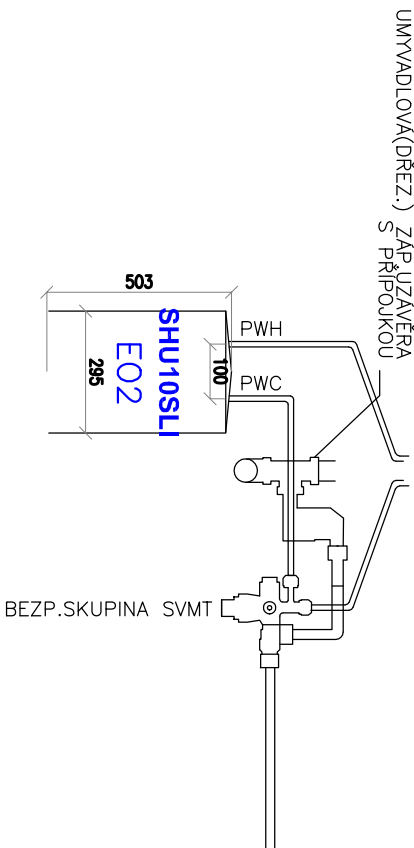 UMYVADLOVÁ(DŘEZ.) ZÁP.UZÁVĚRA
S PŘÍPOJKOU
503
PWH
SHU10SLI
EO2
100
295
PWC
BEZP.SKUPINA SVMT